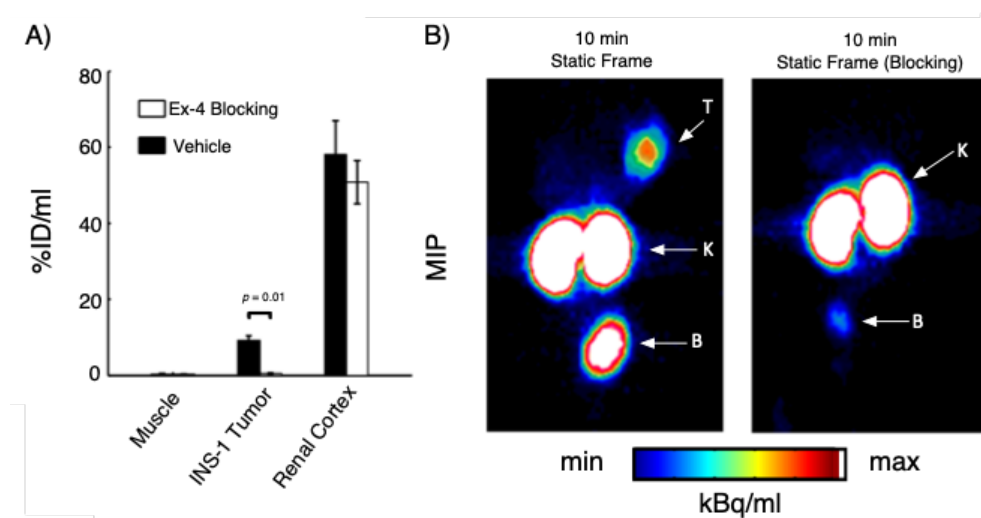 A)
80
60
40
20
0
%ID/ml
Ex-4 Blocking
Vehicle
p = 0.01
Muscle
INS-1 Tumor
Renal Cortex
B)
10 min
Static Frame
10 min
Static Frame (Blocking)
MIP
T
K
B
K
B
min
max
kBq/ml